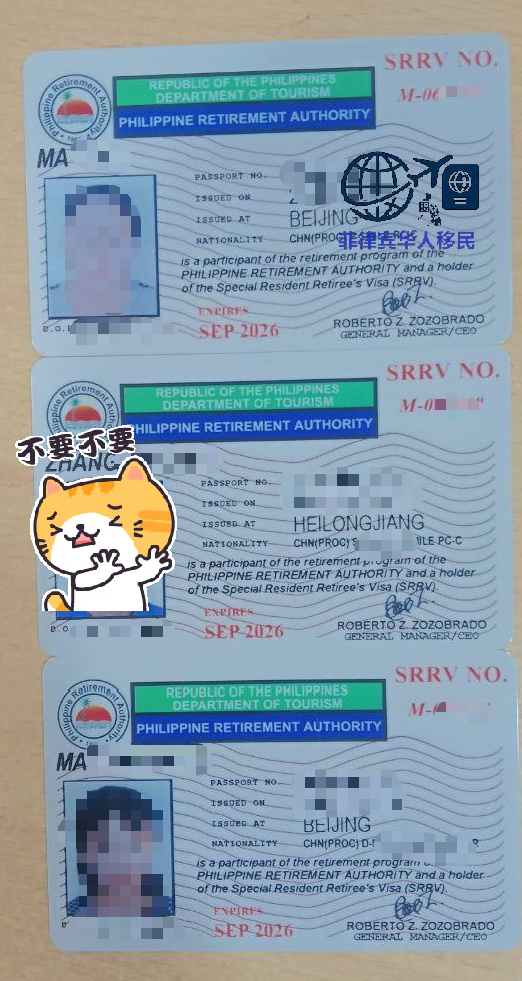 SRRV NO.
REPUBLIC OF THE PHILIPPINES
DEPARTMENT OF TOURISM
PHILIPPINE RETIREMENT AUTHORITY
M-06
Philippine Retirement Authority
MA
PASSPORT NO.
ISSUED ON
ISSUED AT BEIJING
NATIONALITY CHN(PROC)
菲律宾华人移民
is a participant of the retirement program of the
PHILIPPINE RETIREMENT AUTHORITY and a holder
of the Special Resident Retiree's Visa (SRRV).
EXPIRES
SEP 2026
ROBERTO Z. ZOZOBRADO
GENERAL MANAGER/CEO
D.O.B
SRRV NO.
REPUBLIC OF THE PHILIPPINES
DEPARTMENT OF TOURISM
PHILIPPINE RETIREMENT AUTHORITY
M-0
不要不要
ZHANG
PASSPORT NO.
ISSUED ON
ISSUED AT HEILONGJIANG
NATIONALITY CHN(PROC) PC-C
is a participant of the retirement program of the
PHILIPPINE RETIREMENT AUTHORITY and a holder
of the Special Resident Retiree's Visa (SRRV).
EXPIRES
SEP 2026
ROBERTO Z. ZOZOBRADO
GENERAL MANAGER/CEO
SRRV NO.
REPUBLIC OF THE PHILIPPINES
DEPARTMENT OF TOURISM
PHILIPPINE RETIREMENT AUTHORITY
M-
Philippine Retirement Authority
MA
PASSPORT NO.
ISSUED ON
ISSUED AT BEIJING
NATIONALITY CHN(PROC)
is a participant of the retirement program
PHILIPPINE RETIREMENT AUTHORITY and a holder
of the Special Resident Retiree's Visa (SRRV).
EXPIRES
SEP 2026
ROBERTO Z. ZOZOBRADO
GENERAL MANAGER/CEO